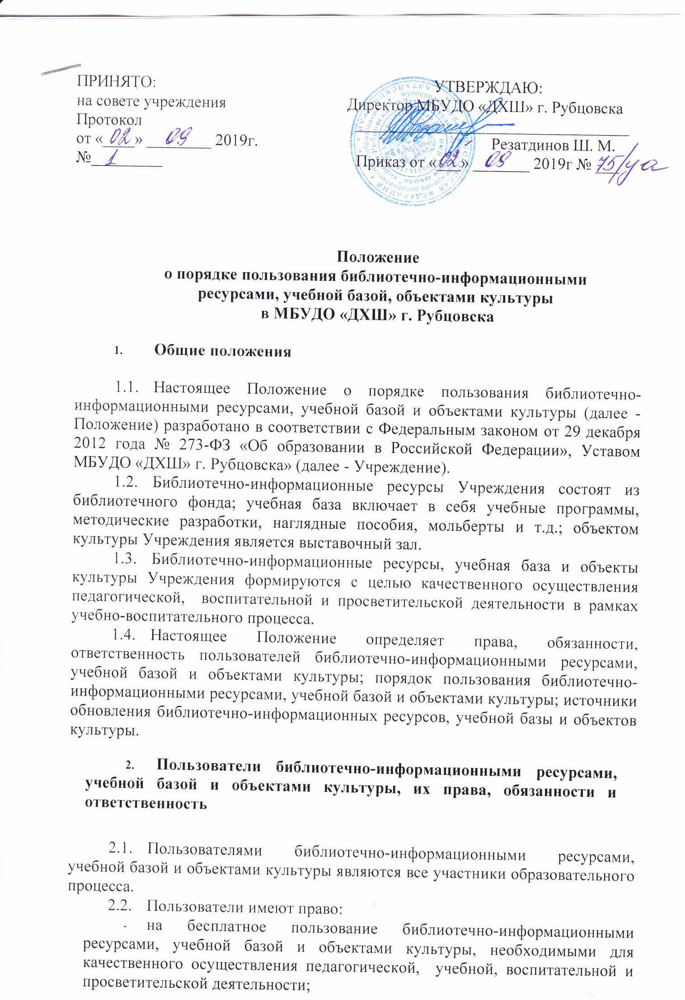 ПРИНЯТО:
на совете учреждения
Протокол
от «02» 09 2019г.
№ 1
УТВЕРЖДАЮ:
Директор МБУДО «ДХШ» г. Рубцовска
Резатдинов Ш. М.
Приказ от «02» 09 2019г № 75/уд
Положение
о порядке пользования библиотечно-информационными
ресурсами, учебной базой, объектами культуры
в МБУДО «ДХШ» г. Рубцовска
1. Общие положения
1.1. Настоящее Положение о порядке пользования библиотечно-
информационными ресурсами, учебной базой и объектами культуры (далее -
Положение) разработано в соответствии с Федеральным законом от 29 декабря
2012 года № 273-ФЗ «Об образовании в Российской Федерации», Уставом
МБУДО «ДХШ» г. Рубцовска» (далее - Учреждение).
1.2. Библиотечно-информационные ресурсы Учреждения состоят из
библиотечного фонда; учебная база включает в себя учебные программы,
методические разработки, наглядные пособия, мольберты и т.д.; объектом
культуры Учреждения является выставочный зал.
1.3. Библиотечно-информационные ресурсы, учебная база и объекты
культуры Учреждения формируются с целью качественного осуществления
педагогической, воспитательной и просветительской деятельности в рамках
учебно-воспитательного процесса.
1.4. Настоящее Положение определяет права, обязанности,
ответственность пользователей библиотечно-информационными ресурсами,
учебной базой и объектами культуры; порядок пользования библиотечно-
информационными ресурсами, учебной базой и объектами культуры; источники
обновления библиотечно-информационных ресурсов, учебной базы и объектов
культуры.
2. Пользователи библиотечно-информационными ресурсами,
учебной базой и объектами культуры, их права, обязанности и
ответственность
2.1. Пользователями библиотечно-информационными ресурсами,
учебной базой и объектами культуры являются все участники образовательного
процесса.
2.2. Пользователи имеют право:
- на бесплатное пользование библиотечно-информационными
ресурсами, учебной базой и объектами культуры, необходимыми для
качественного осуществления педагогической, учебной, воспитательной и
просветительской деятельности;